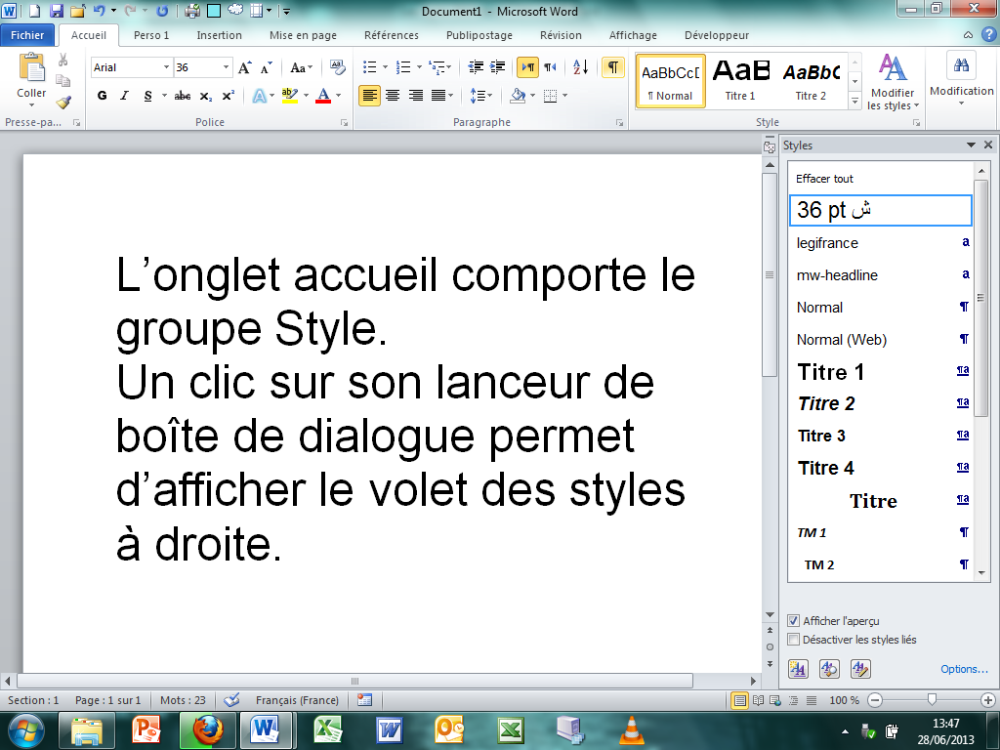 Document1 - Microsoft Word
Fichier Accueil Perso 1 Insertion Mise en page Références Publipostage Révision Affichage Développeur
Coller
Presse-pa...
Arial 36
G I S abc x₂ x²
Police
Paragraphe
AaBbCcD AaB AaBbC
¶ Normal Titre 1 Titre 2
Modifier les styles
Style
Modification
L’onglet accueil comporte le
groupe Style.
Un clic sur son lanceur de
boîte de dialogue permet
d’afficher le volet des styles
à droite.
Styles
Effacer tout
36 pt ش
legifrance a
mw-headline a
Normal ¶
Normal (Web) ¶
Titre 1 ¶a
Titre 2 ¶a
Titre 3 ¶a
Titre 4 ¶a
Titre ¶a
TM 1 ¶
TM 2 ¶
Afficher l'aperçu
Désactiver les styles liés
Options...
Section : 1 Page : 1 sur 1 Mots : 23 Français (France) 100 %
13:47
28/06/2013